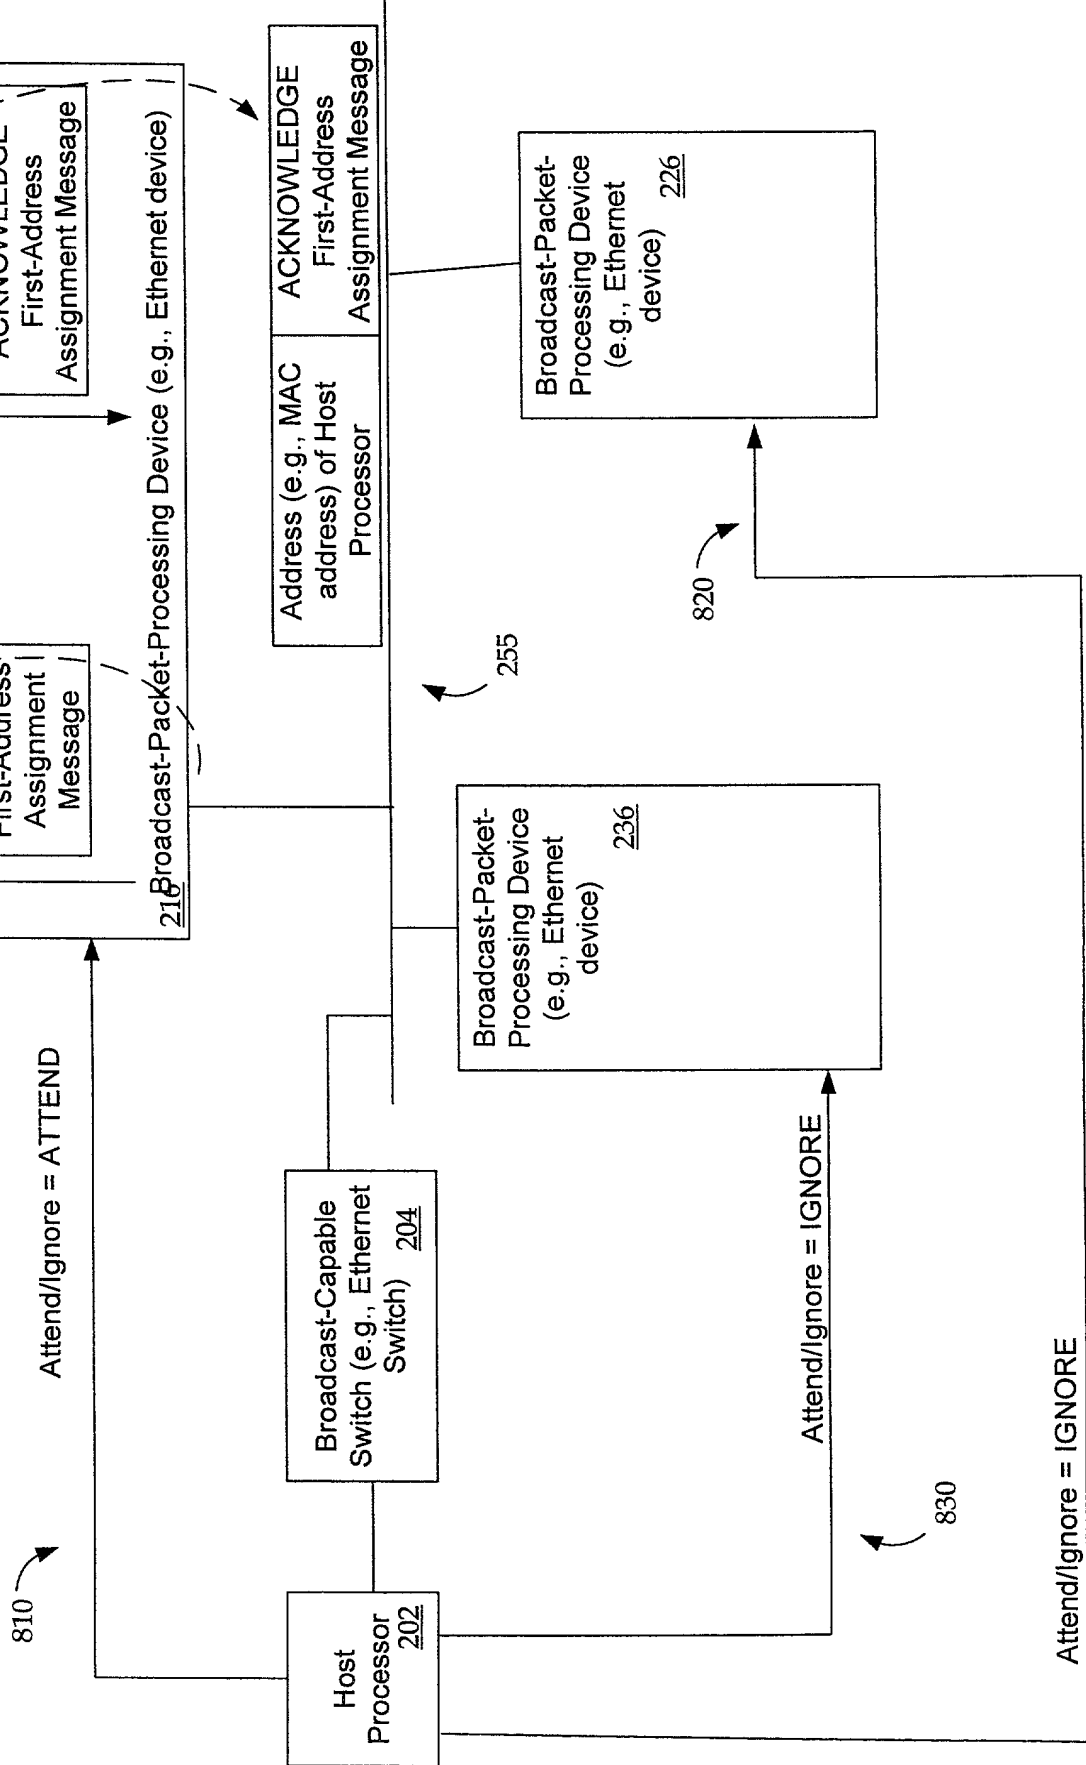 ACKNOWLEDGE
First-Address
Assignment Message
First-Address
Assignment
Message
Broadcast-Packet-Processing Device (e.g., Ethernet device)
216
Address (e.g., MAC
address) of Host
Processor
ACKNOWLEDGE
First-Address
Assignment Message
255
Broadcast-Packet-
Processing Device
(e.g., Ethernet
device)
226
820
Broadcast-Packet-
Processing Device
(e.g., Ethernet
device)
236
Attend/Ignore = ATTEND
810
Broadcast-Capable
Switch (e.g., Ethernet
Switch)
204
Host
Processor
202
Attend/Ignore = IGNORE
830
Attend/Ignore = IGNORE